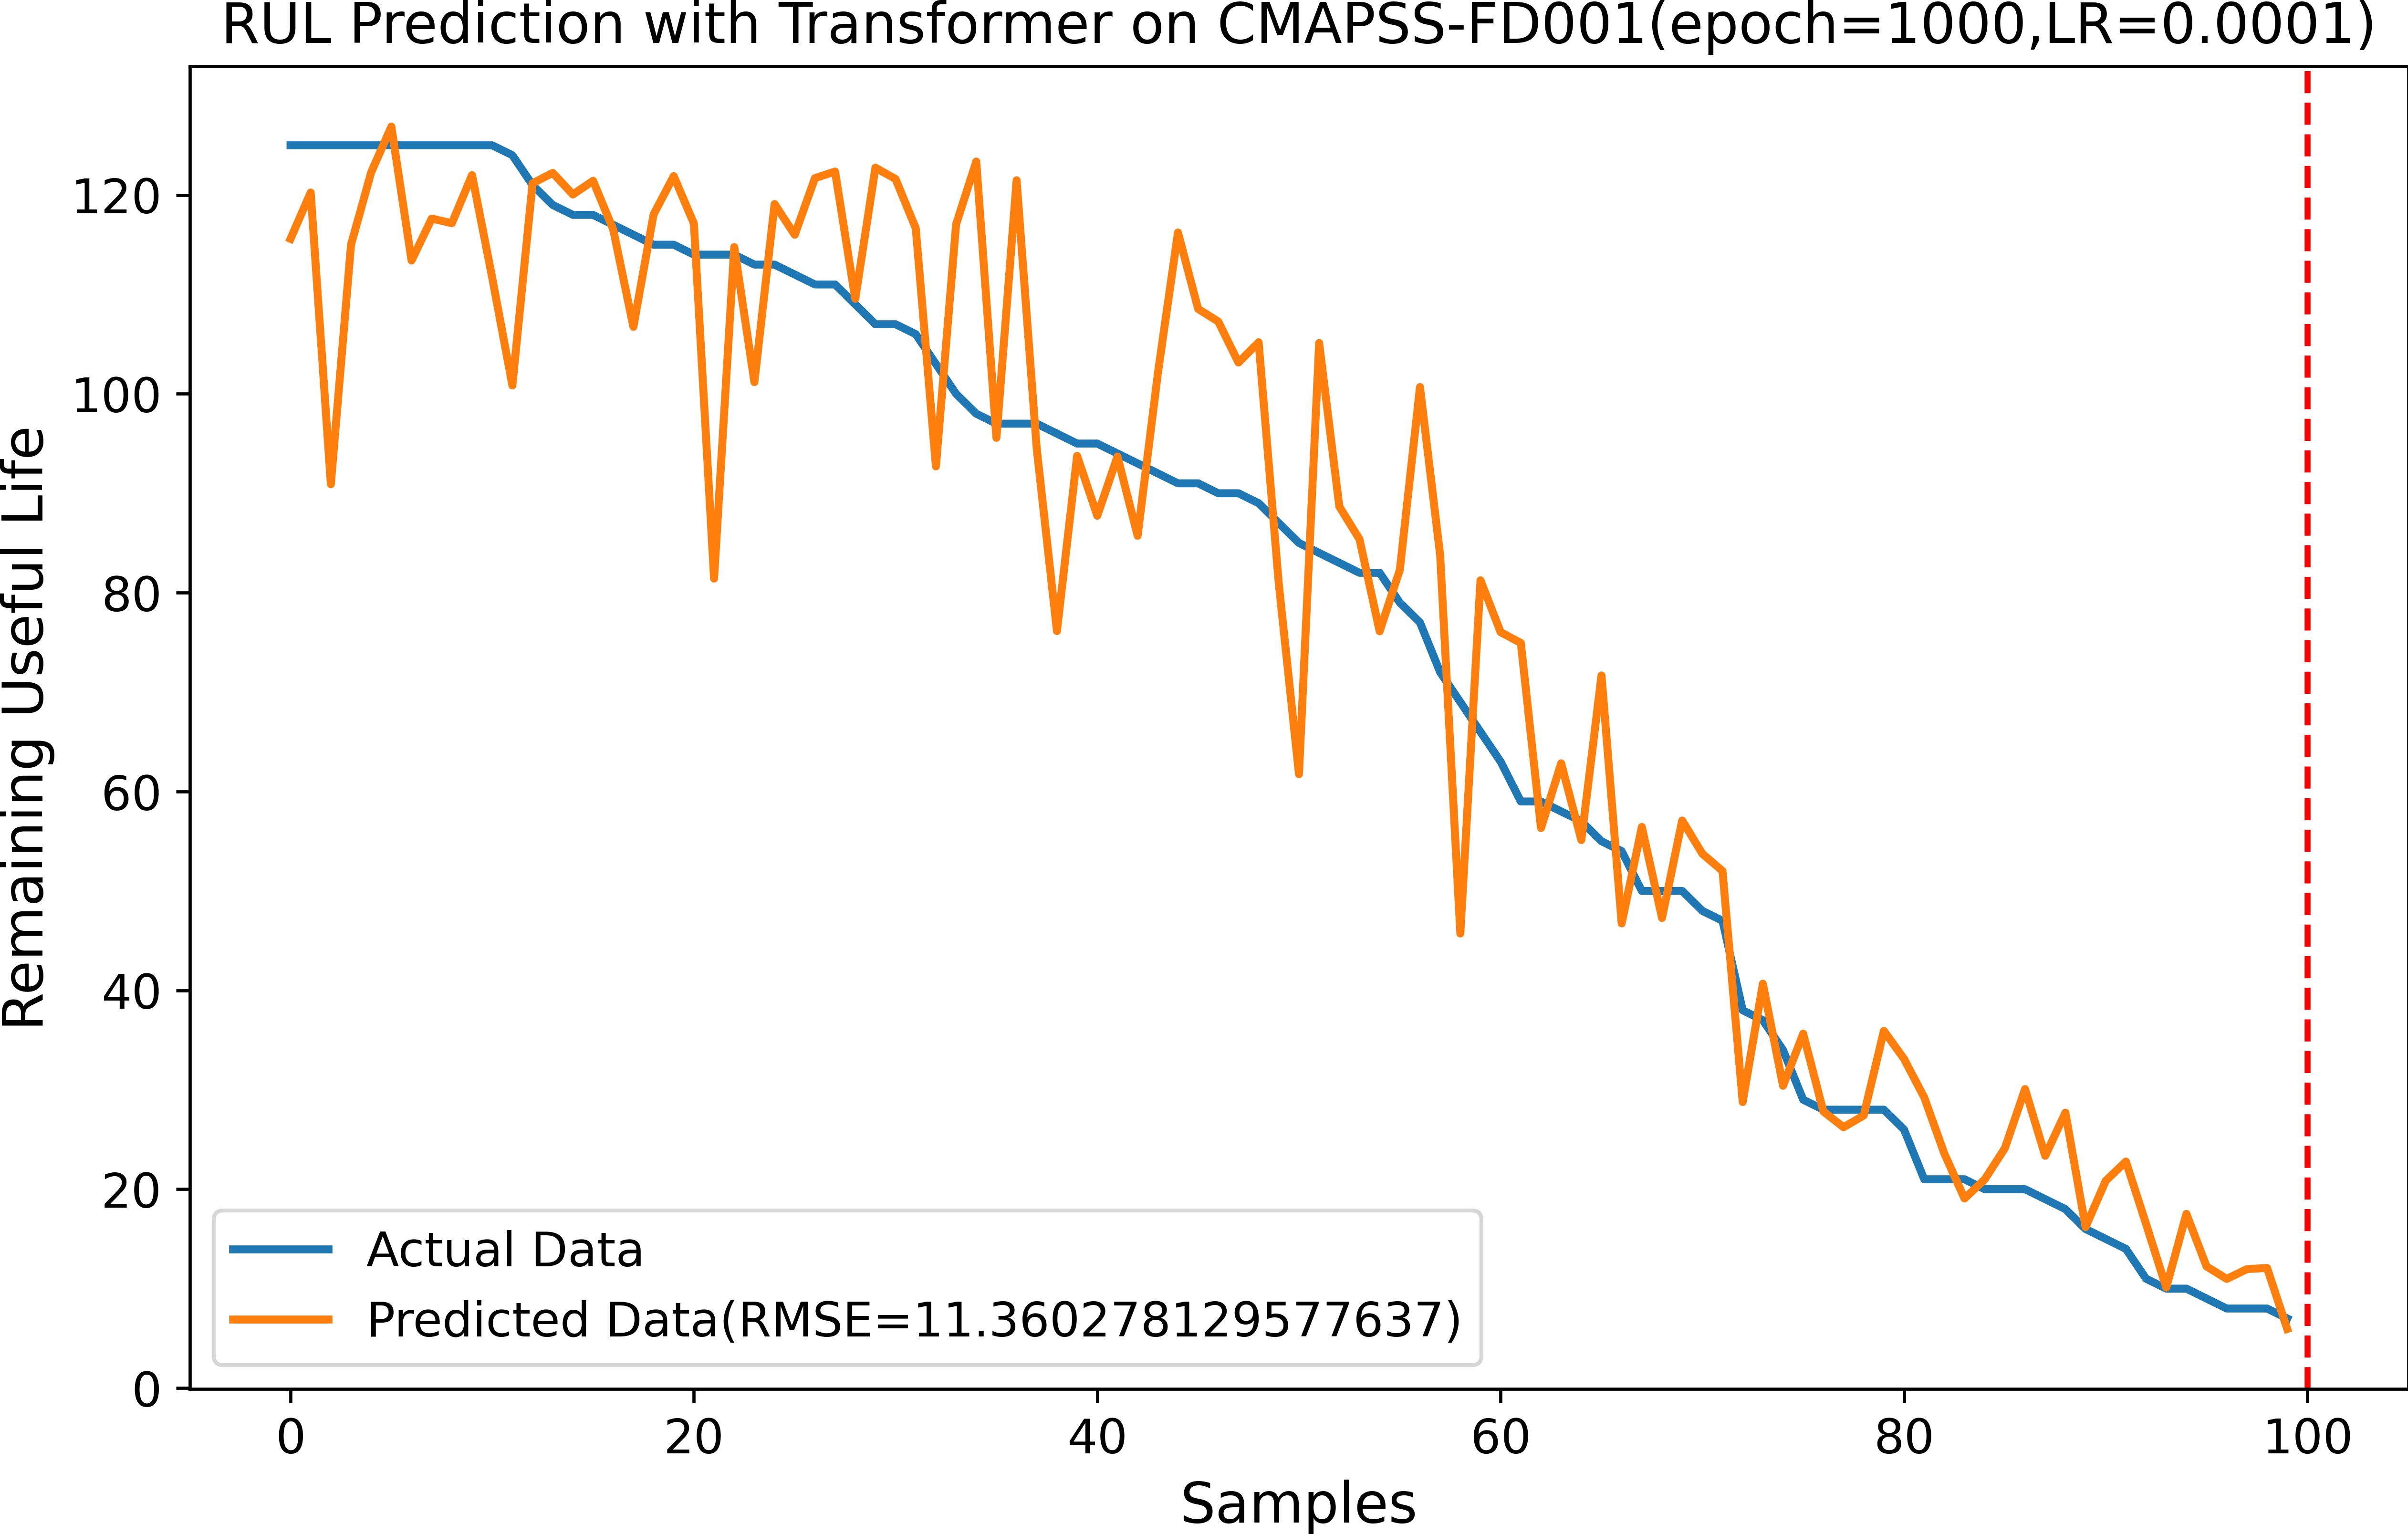 RUL Prediction with Transformer on CMAPSS-FD001(epoch=1000,LR=0.0001)
Remaining Useful Life
120
100
80
60
40
20
0
Actual Data
Predicted Data(RMSE=11.360278129577637)
0 20 40 60 80 100
Samples